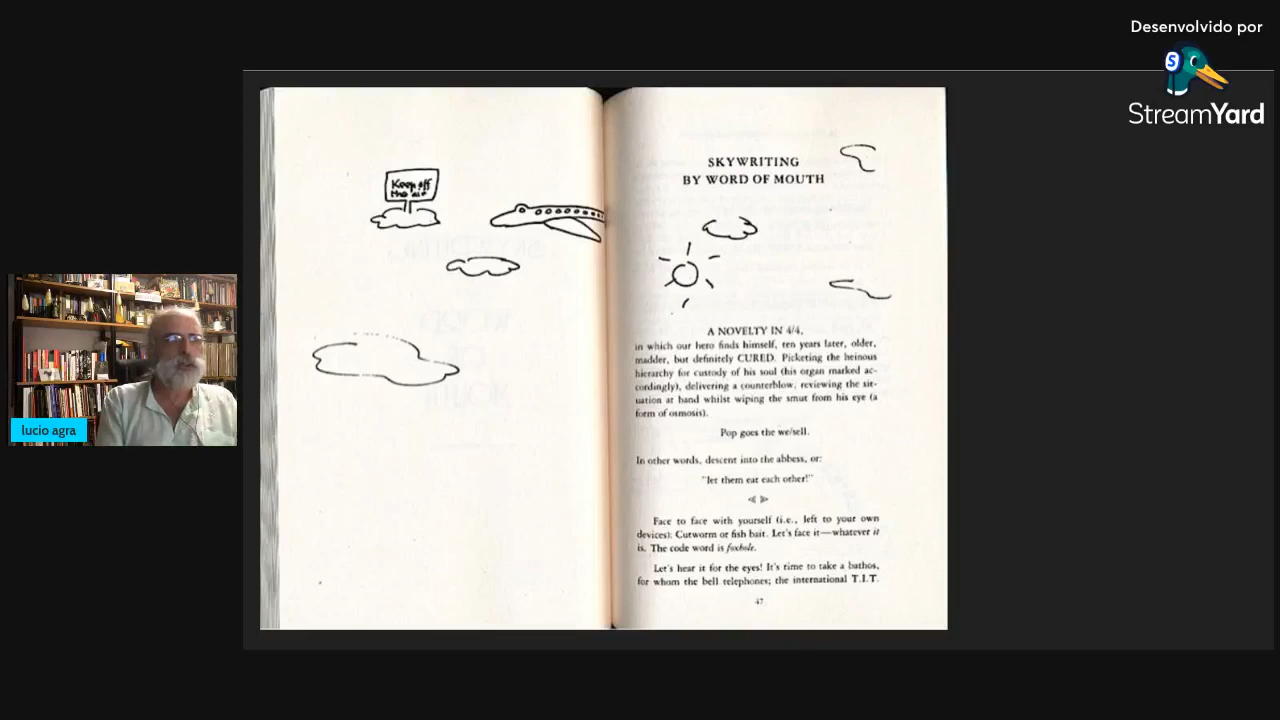 Desenvolvido por
StreamYard
Keep off
the air
SKYWRITING
BY WORD OF MOUTH
A NOVELTY IN 4/4,
in which our hero finds himself, ten years later, older,
madder, but definitely CURED. Picketing the heinous
hierarchy for custody of his soul (his organ marked ac-
cordingly), delivering a counterblow, reviewing the sit-
uation at hand whilst wiping the smut from his eye (a
form of osmosis).
Pop goes the we/sell.
In other words, descent into the abbess, or:
"let them eat each other!"
Face to face with yourself (i.e., left to your own
devices): Cutworm or fish bait. Let's face it—whatever it
is. The code word is foxhole.
Let's hear it for the eyes! It's time to take a bathos,
for whom the bell telephones; the international T.I.T.
47
lucio agra